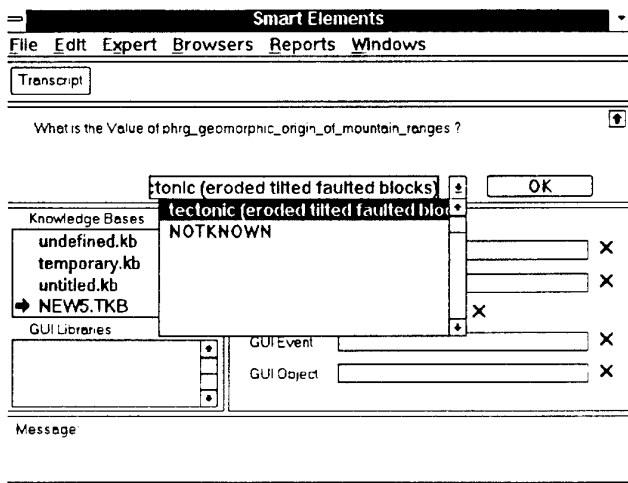 Smart Elements
File Edit Expert Browsers Reports Windows
Transcript
What is the Value of phrg_geomorphic_origin_of_mountain_ranges ?
tonic (eroded tilted faulted blocks)
OK
tectonic (eroded tilted faulted bloc
NOTKNOWN
Knowledge Bases
undefined.kb
temporary.kb
untitled.kb
NEW5.TKB
GUI Libraries
GUI Event
GUI Object
Message: